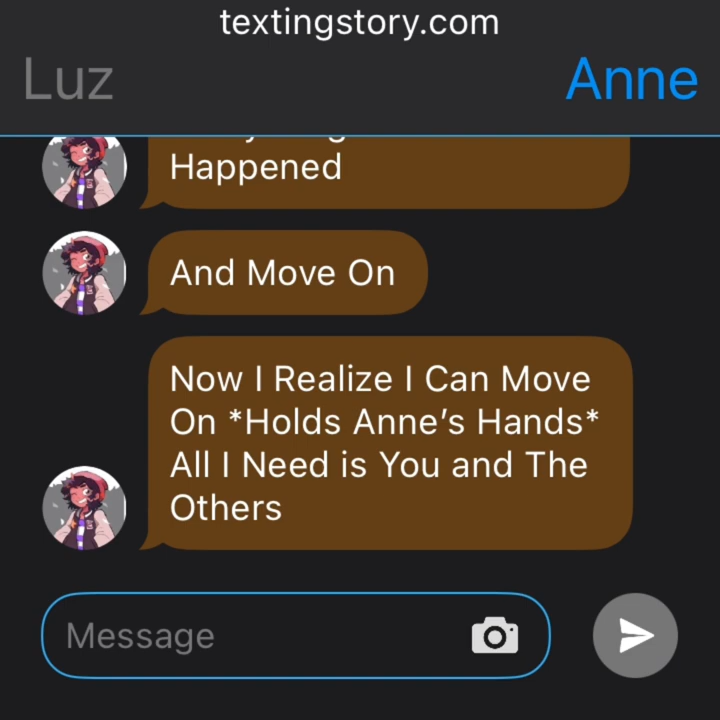 textingstory.com
Luz
Anne
Happened
And Move On
Now I Realize I Can Move
On *Holds Anne's Hands*
All I Need is You and The
Others
Message